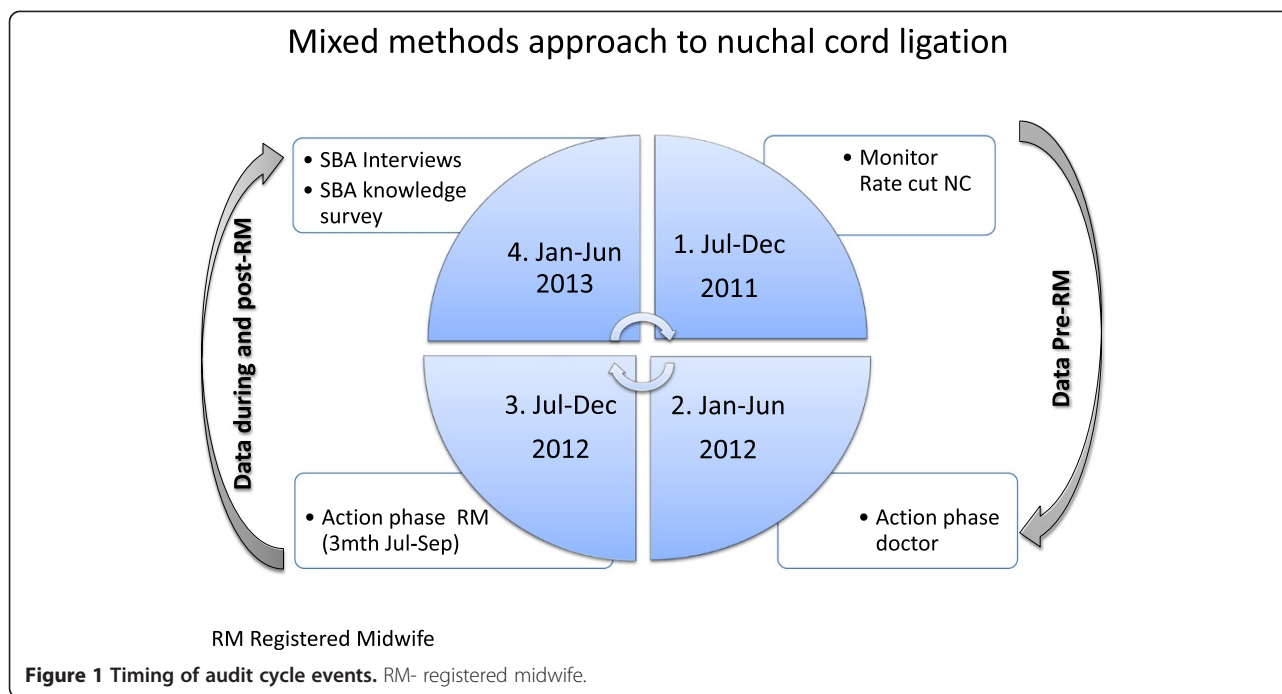 Mixed methods approach to nuchal cord ligation
• SBA Interviews
• SBA knowledge
survey
• Monitor
Rate cut NC
4. Jan-Jun
2013
1. Jul-Dec
2011
Data during and post-RM
Data Pre-RM
3. Jul-Dec
2012
2. Jan-Jun
2012
• Action phase RM
(3mth Jul-Sep)
• Action phase
doctor
RM Registered Midwife
Figure 1 Timing of audit cycle events. RM- registered midwife.